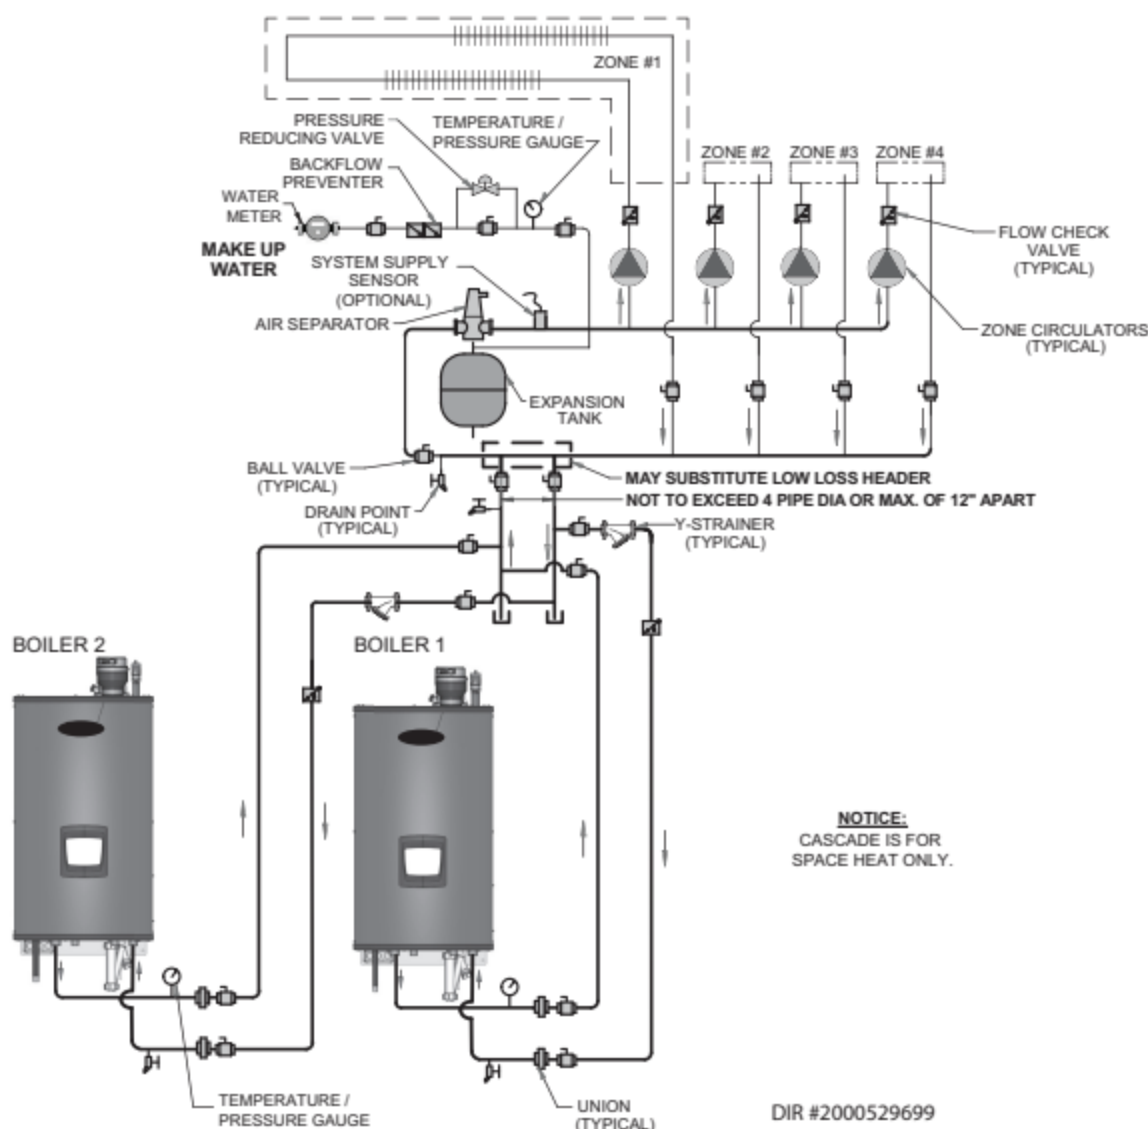 ZONE #1
PRESSURE
REDUCING VALVE
TEMPERATURE /
PRESSURE GAUGE
BACKFLOW
PREVENTER
ZONE #2
ZONE #3
ZONE #4
WATER
METER
MAKE UP
WATER
SYSTEM SUPPLY
SENSOR
(OPTIONAL)
AIR SEPARATOR
FLOW CHECK
VALVE
(TYPICAL)
ZONE CIRCULATORS
(TYPICAL)
EXPANSION
TANK
BALL VALVE
(TYPICAL)
MAY SUBSTITUTE LOW LOSS HEADER
NOT TO EXCEED 4 PIPE DIA OR MAX. OF 12" APART
DRAIN POINT
(TYPICAL)
Y-STRAINER
(TYPICAL)
BOILER 2
BOILER 1
NOTICE:
CASCADE IS FOR
SPACE HEAT ONLY.
TEMPERATURE /
PRESSURE GAUGE
UNION
(TYPICAL)
DIR #2000529699